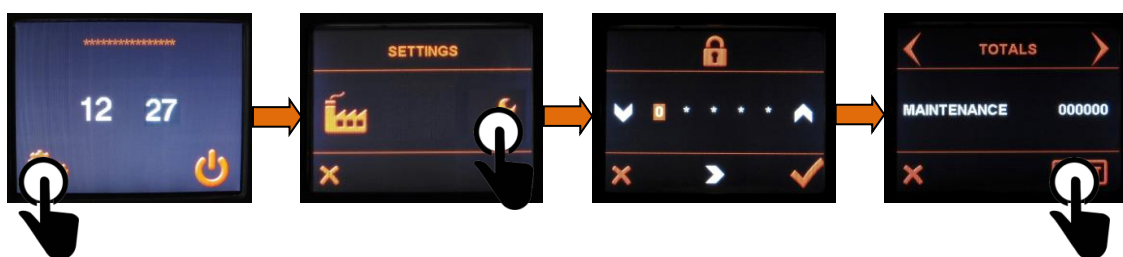 ****************
12 27
SETTINGS
0 * * * *
TOTALS
MAINTENANCE 000000